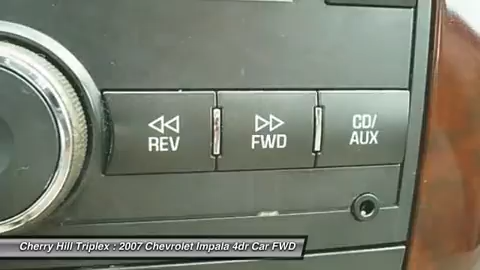 REV
FWD
CD/
AUX
Cherry Hill Triplex : 2007 Chevrolet Impala 4dr Car FWD